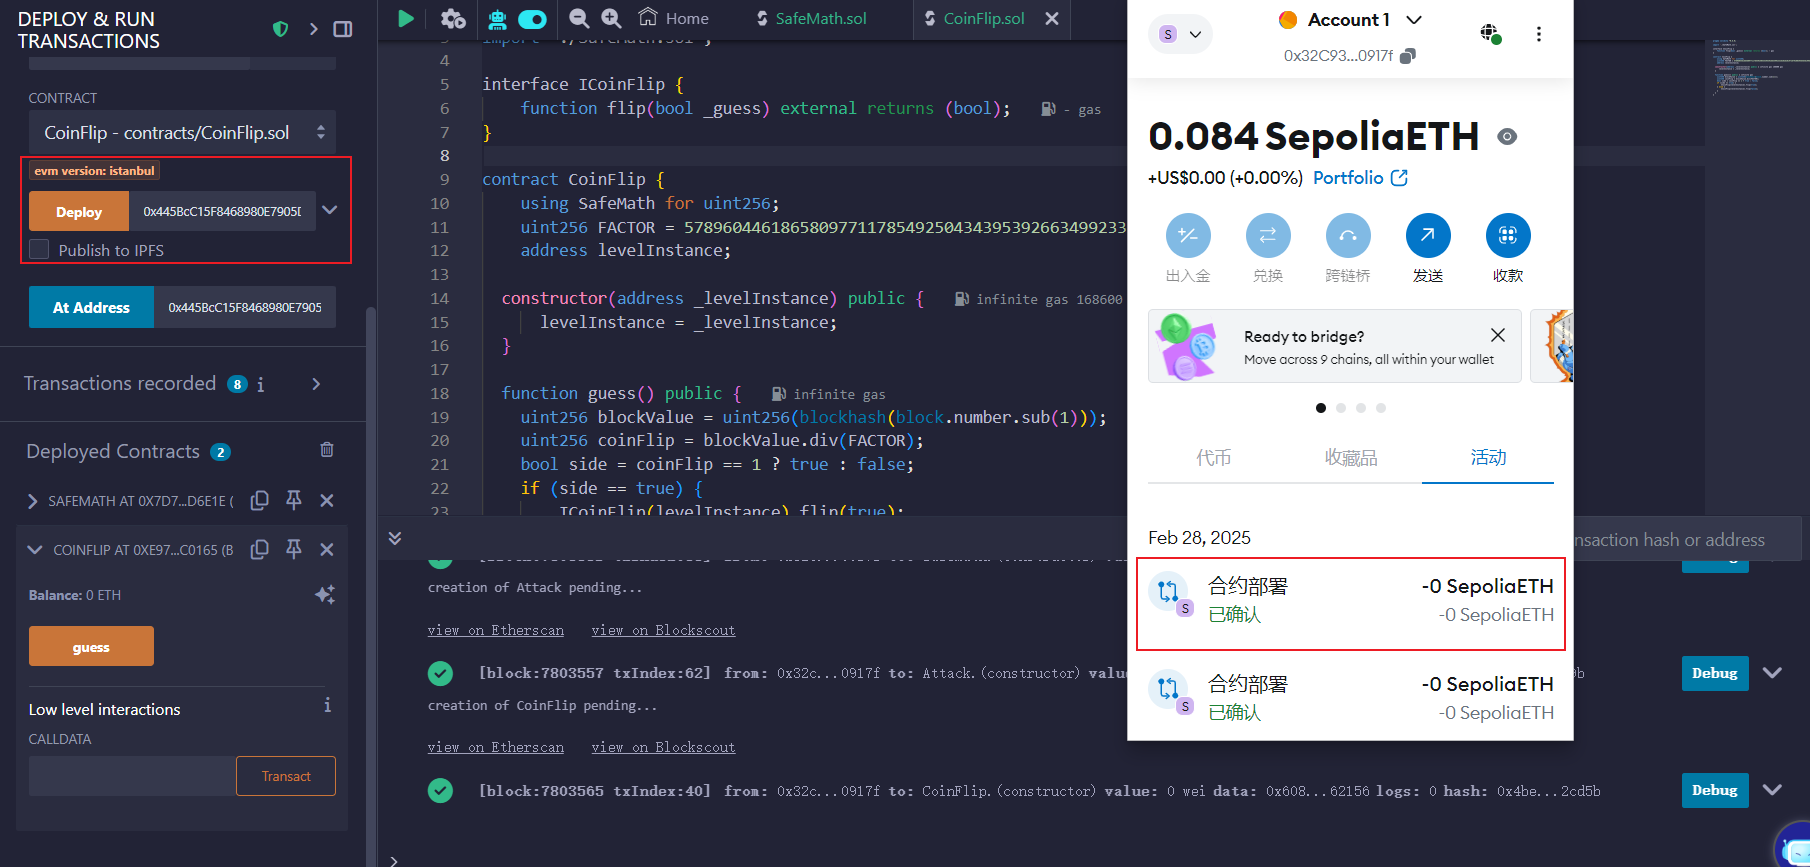 DEPLOY & RUN
TRANSACTIONS
CONTRACT
CoinFlip - contracts/CoinFlip.sol
evm version: istanbul
Deploy
0x445BcC15F8468980E7905D
Publish to IPFS
At Address
0x445BcC15F8468980E7905
Transactions recorded 8 i
Deployed Contracts 2
SAFEMATH AT 0X7D7...D6E1E (
COINFLIP AT 0XE97...C0165 (B
Balance: 0 ETH
guess
Low level interactions
i
CALLDATA
Transact
Home
SafeMath.sol
CoinFlip.sol
4
5 interface ICoinFlip {
6 function flip(bool _guess) external returns (bool); - gas
7 }
8
9 contract CoinFlip {
10 using SafeMath for uint256;
11 uint256 FACTOR = 5789604461865809771178549250434395392663499233
12 address levelInstance;
13
14 constructor(address _levelInstance) public { infinite gas 168600
15 levelInstance = _levelInstance;
16 }
17
18 function guess() public { infinite gas
19 uint256 blockValue = uint256(blockhash(block.number.sub(1)));
20 uint256 coinFlip = blockValue.div(FACTOR);
21 bool side = coinFlip == 1 ? true : false;
22 if (side == true) {
23 ICoinFlip(levelInstance).flip(true);
nsaction hash or address
creation of Attack pending...
view on Etherscan view on Blockscout
[block:7803557 txIndex:62] from: 0x32c...0917f to: Attack.(constructor) valu
Debug
creation of CoinFlip pending...
view on Etherscan view on Blockscout
[block:7803565 txIndex:40] from: 0x32c...0917f to: CoinFlip.(constructor) value: 0 wei data: 0x608...62156 logs: 0 hash: 0x4be...2cd5b
Debug
S
Account 1
0x32C93...0917f
0.084 SepoliaETH
+US$0.00 (+0.00%) Portfolio
出入金
兑换
跨链桥
发送
收款
Ready to bridge?
Move across 9 chains, all within your wallet
代币
收藏品
活动
Feb 28, 2025
合约部署
-0 SepoliaETH
S
已确认
-0 SepoliaETH
合约部署
-0 SepoliaETH
S
已确认
-0 SepoliaETH